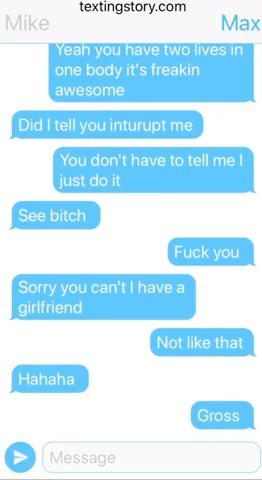 textingstory.com
Mike
Max
Yeah you have two lives in
one body it's freakin
awesome
Did I tell you inturupt me
You don't have to tell me I
just do it
See bitch
Fuck you
Sorry you can't I have a
girlfriend
Not like that
Hahaha
Gross
Message